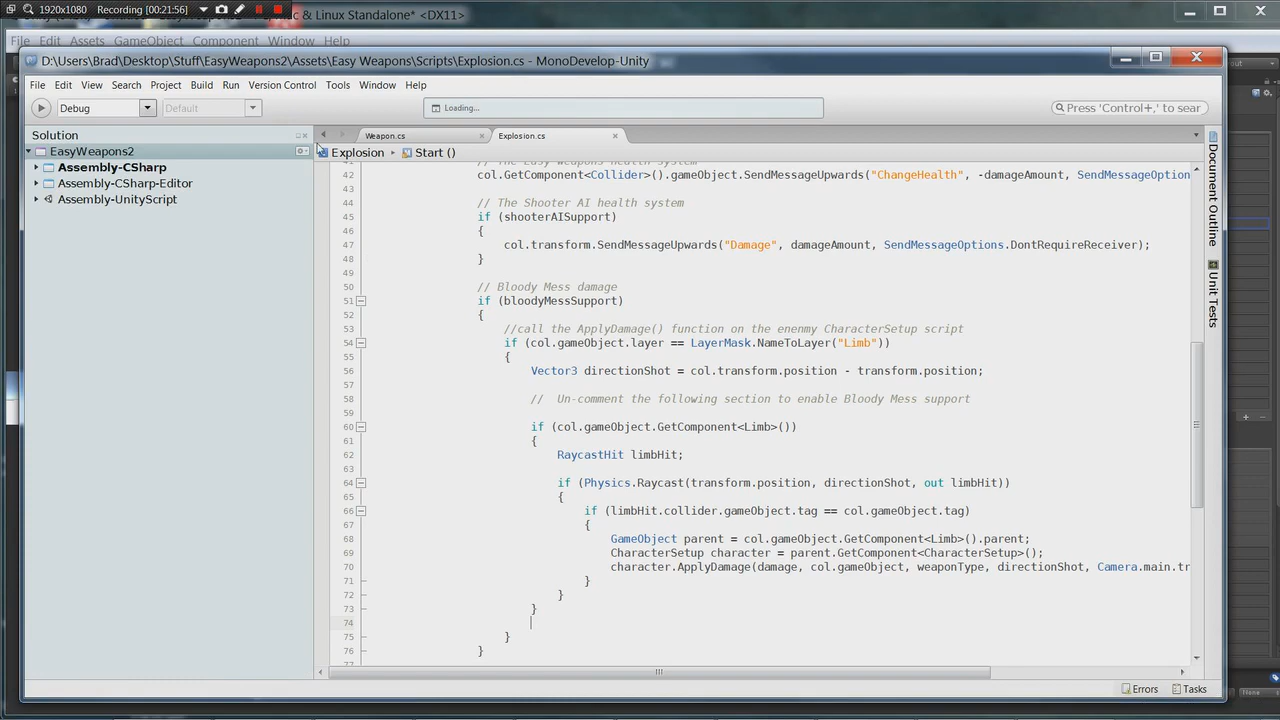 1920x1080 Recording [00:21:56]
& Linux Standalone* <DX11>
File Edit Assets GameObject Component Window Help
D:\Users\Brad\Desktop\Stuff\EasyWeapons2\Assets\Easy Weapons\Scripts\Explosion.cs - MonoDevelop-Unity
File Edit View Search Project Build Run Version Control Tools Window Help
Debug Default Loading... Press 'Control+,' to sear
Solution
Weapon.cs Explosion.cs
EasyWeapons2
Explosion Start ()
Assembly-CSharp
Assembly-CSharp-Editor
Assembly-UnityScript
41 // The Easy Weapons health system
42 col.GetComponent<Collider>().gameObject.SendMessageUpwards("ChangeHealth", -damageAmount, SendMessageOption
43
44 // The Shooter AI health system
45 if (shooterAISupport)
46 {
47 col.transform.SendMessageUpwards("Damage", damageAmount, SendMessageOptions.DontRequireReceiver);
48 }
49
50 // Bloody Mess damage
51 if (bloodyMessSupport)
52 {
53 //call the ApplyDamage() function on the enenmy CharacterSetup script
54 if (col.gameObject.layer == LayerMask.NameToLayer("Limb"))
55 {
56 Vector3 directionShot = col.transform.position - transform.position;
57
58 // Un-comment the following section to enable Bloody Mess support
59
60 if (col.gameObject.GetComponent<Limb>())
61 {
62 RaycastHit limbHit;
63
64 if (Physics.Raycast(transform.position, directionShot, out limbHit))
65 {
66 if (limbHit.collider.gameObject.tag == col.gameObject.tag)
67 {
68 GameObject parent = col.gameObject.GetComponent<Limb>().parent;
69 CharacterSetup character = parent.GetComponent<CharacterSetup>();
70 character.ApplyDamage(damage, col.gameObject, weaponType, directionShot, Camera.main.tr
71 }
72 }
73 }
74
75 }
76 }
77
Document Outline
Unit Tests
Errors Tasks
None